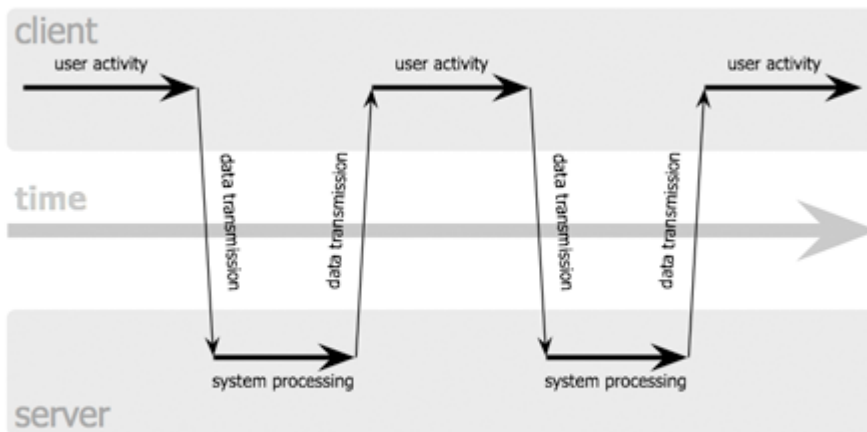 client
user activity
user activity
user activity
data transmission
data transmission
data transmission
data transmission
time
system processing
system processing
server